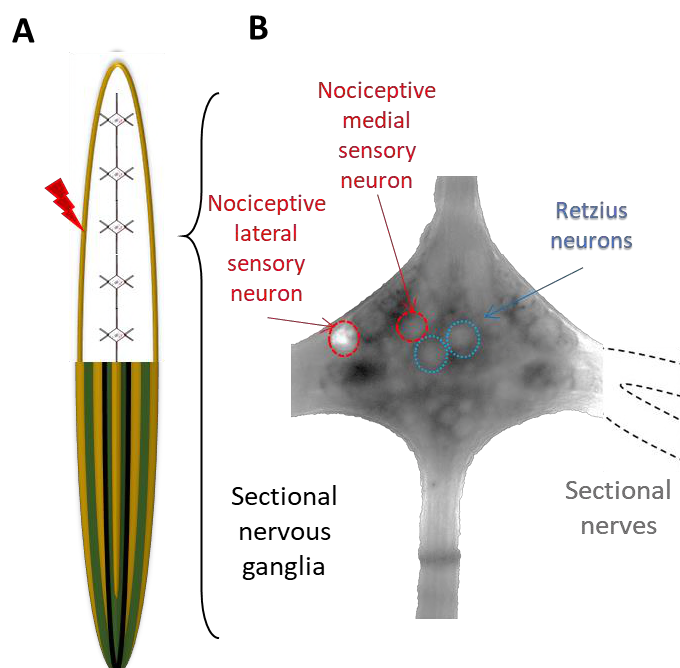 A
B
Nociceptive
medial
sensory
neuron
Nociceptive
lateral
sensory
neuron
Retzius
neurons
Sectional
nervous
ganglia
Sectional
nerves